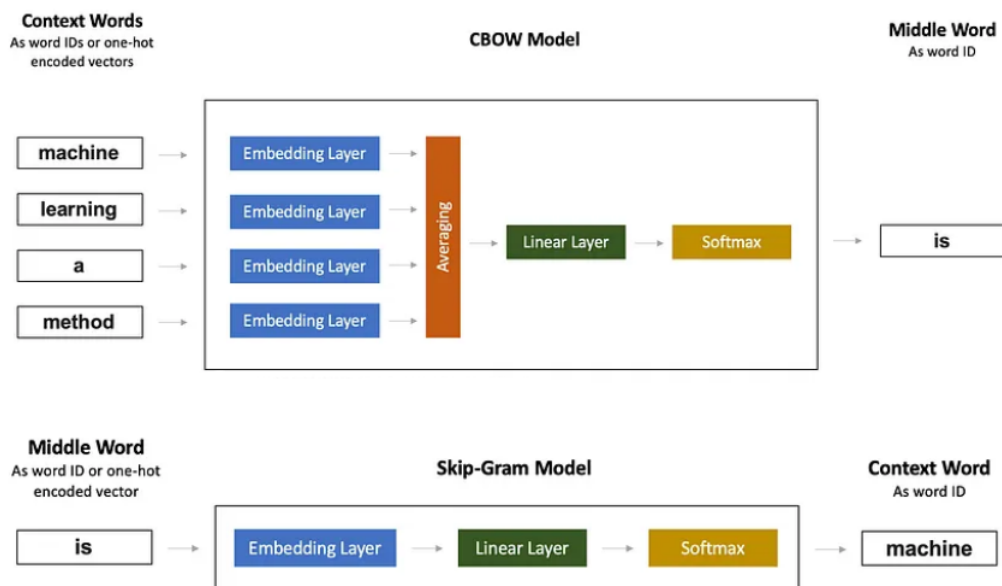 Context Words
As word IDs or one-hot
encoded vectors
CBOW Model
Middle Word
As word ID
machine
learning
a
method
Embedding Layer
Embedding Layer
Embedding Layer
Embedding Layer
Averaging
Linear Layer
Softmax
is
Middle Word
As word ID or one-hot
encoded vector
Skip-Gram Model
Context Word
As word ID
is
Embedding Layer
Linear Layer
Softmax
machine